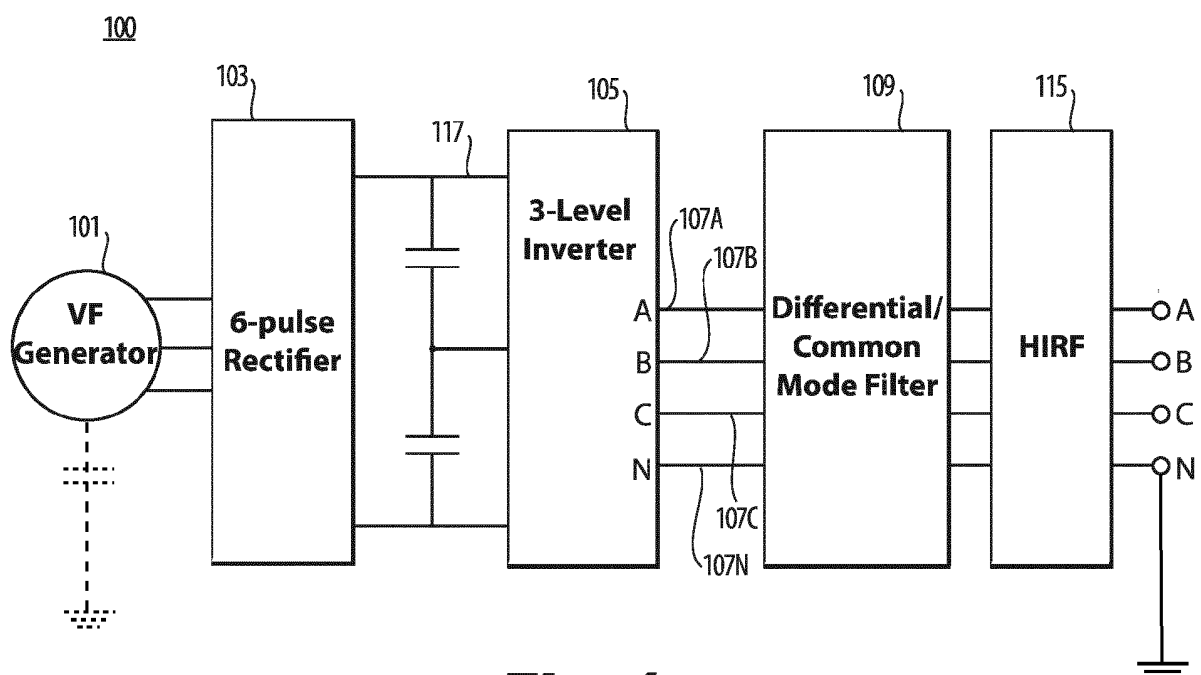 100
103
105
109
115
117
101
3-Level
Inverter
107A
107B
VF
Generator
6-pulse
Rectifier
A
B
C
N
Differential/
Common
Mode Filter
HIRF
A
B
C
N
107C
107N